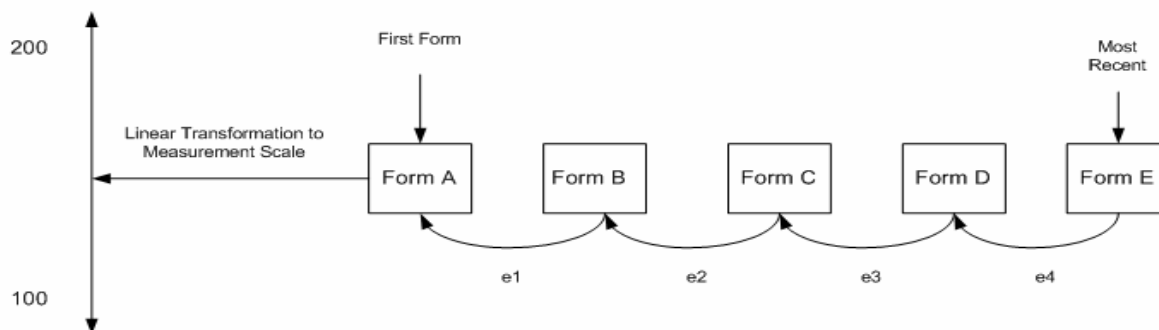 200
First Form
Most
Recent
Linear Transformation to
Measurement Scale
Form A
Form B
Form C
Form D
Form E
e1
e2
e3
e4
100